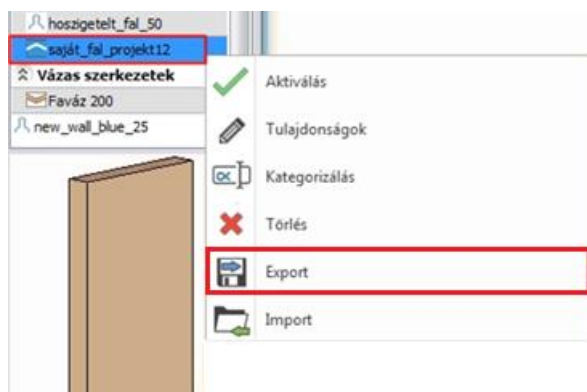 hoszigetelt_fal_50
saját_fal_projekt12
Vázas szerkezetek
Faváz 200
new_wall_blue_25
Aktiválás
Tulajdonságok
Kategorizálás
Törlés
Export
Import